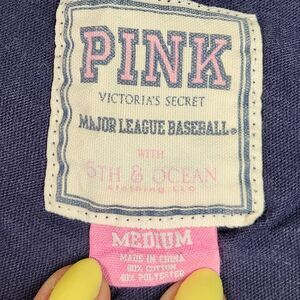 PINK
VICTORIA'S SECRET
MAJOR LEAGUE BASEBALL®
WITH
5TH & OCEAN
Clothing, LLC
MEDIUM
MADE IN CHINA
60% COTTON
40% POLYESTER